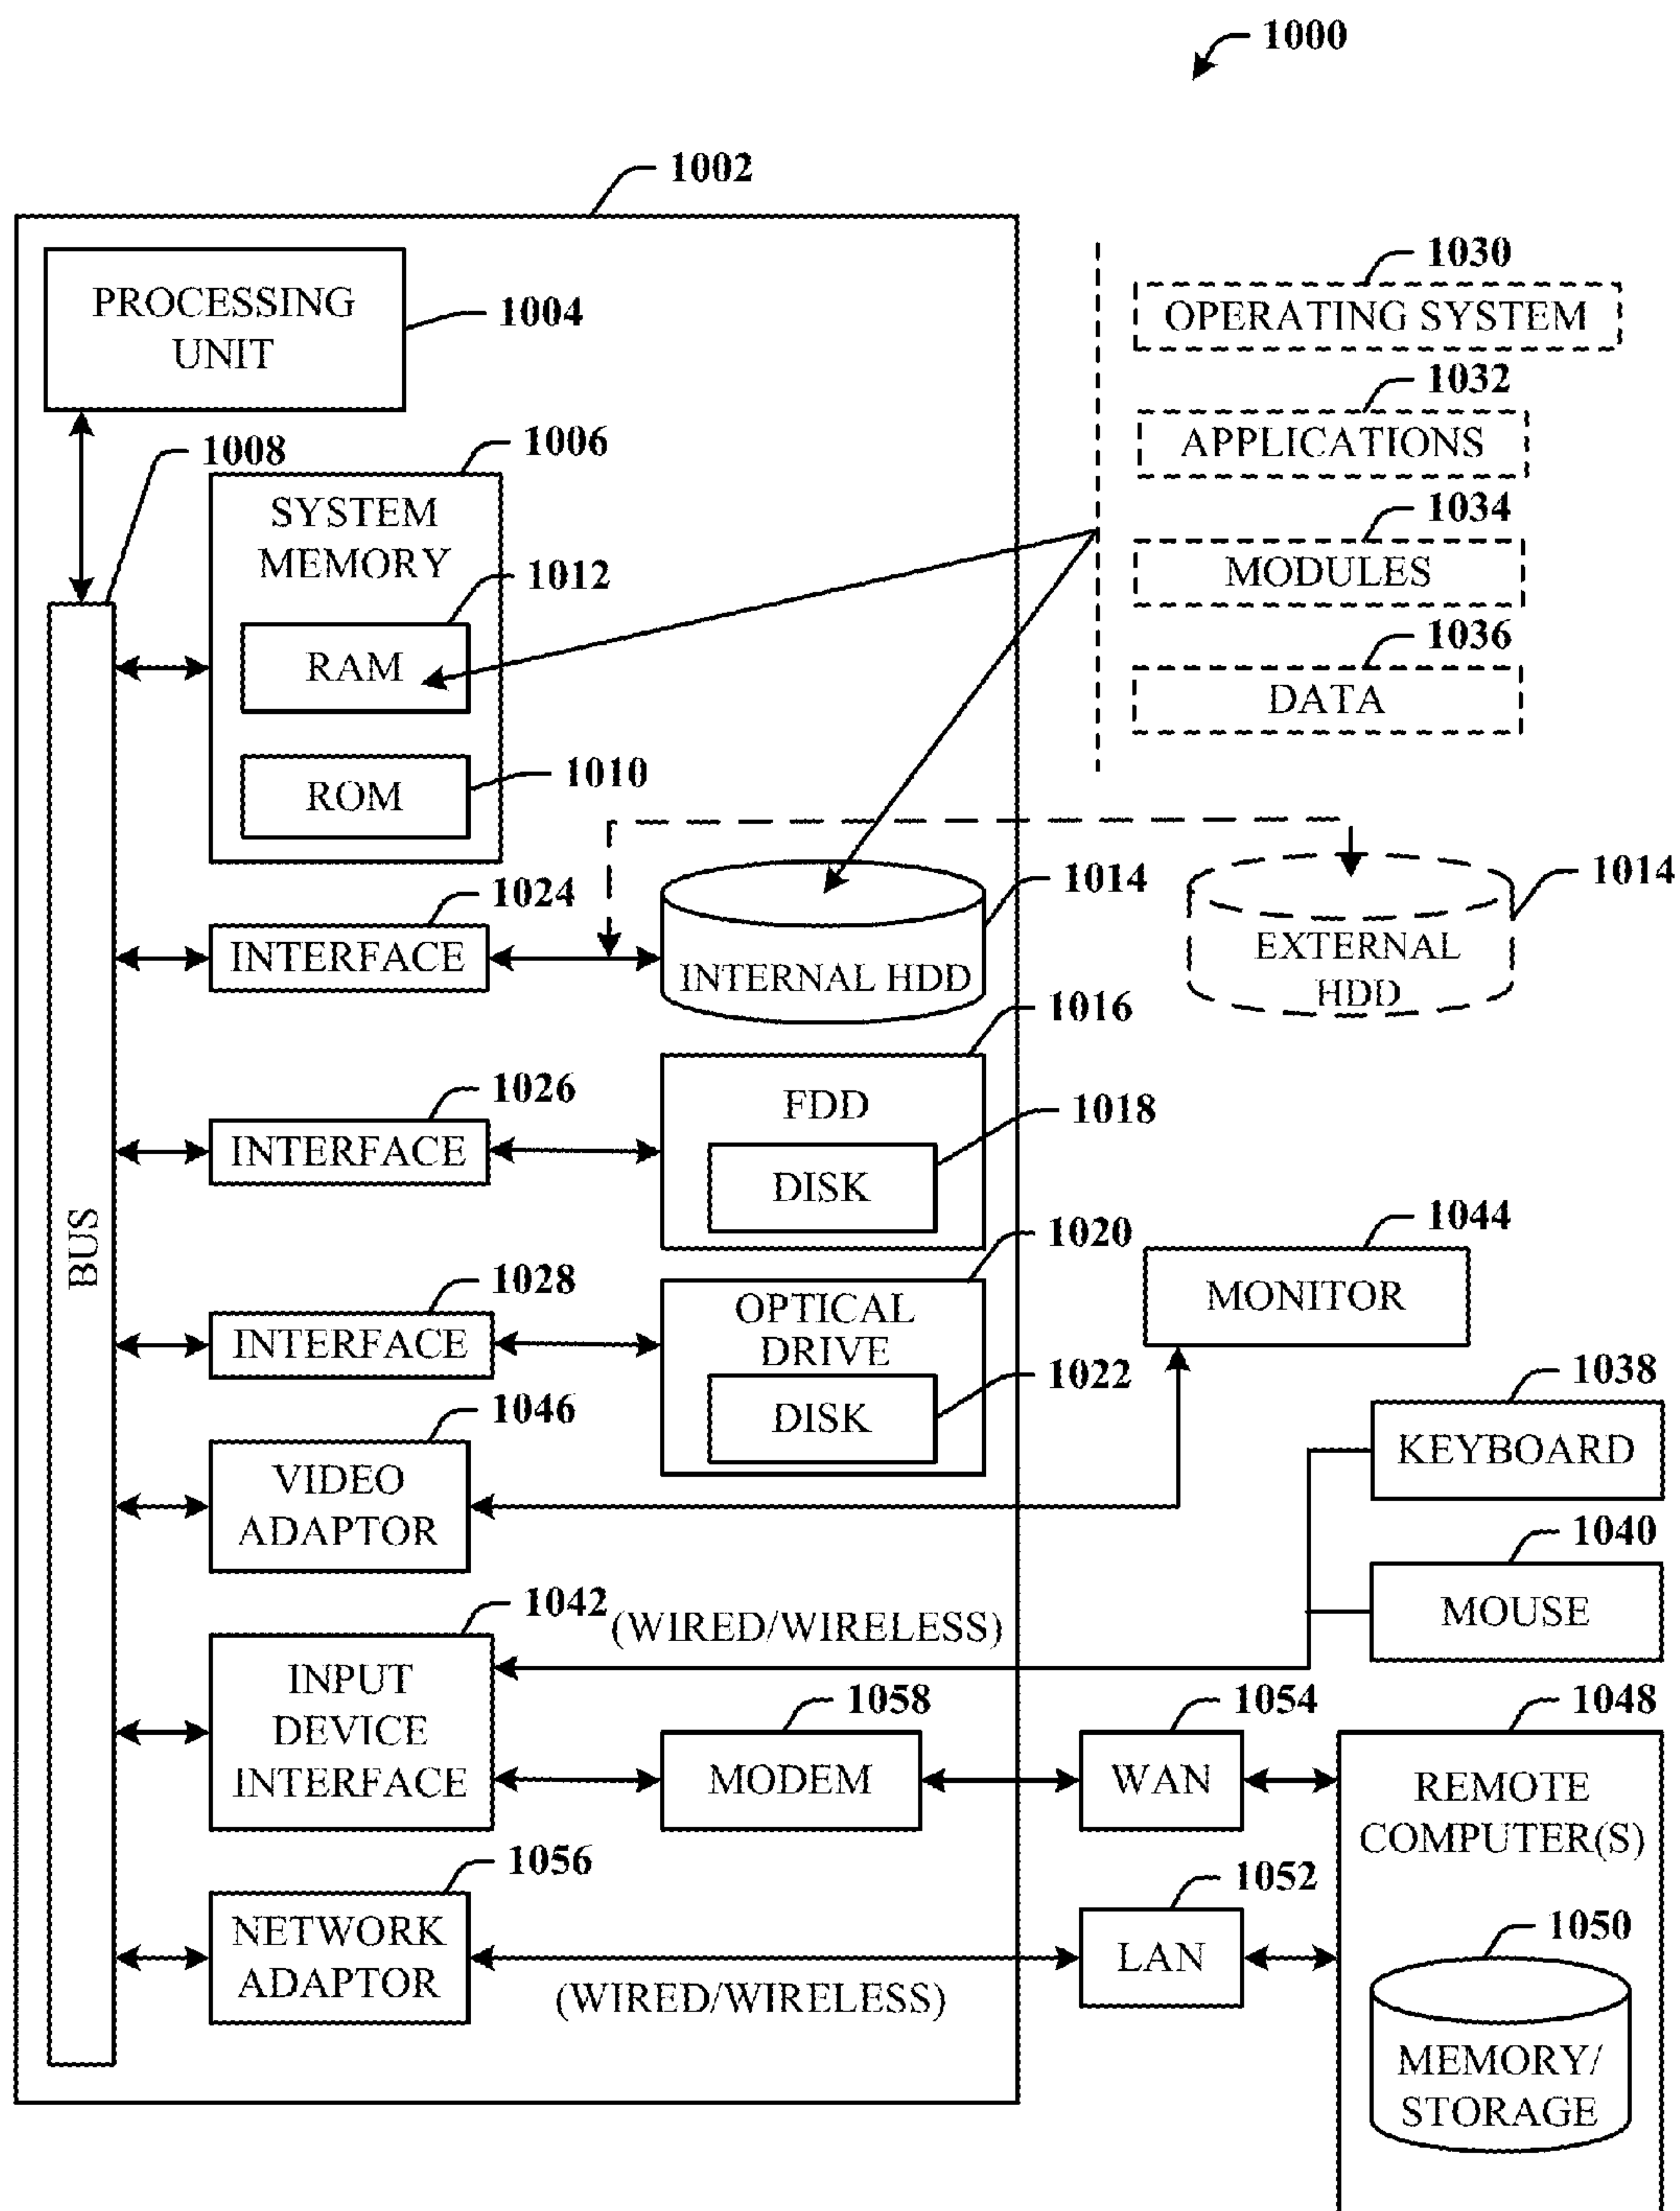 1000
1002
PROCESSING
UNIT
1004
1030
OPERATING SYSTEM
1032
APPLICATIONS
1034
MODULES
1036
DATA
1008
1006
SYSTEM
MEMORY
1012
RAM
1010
ROM
1024
INTERFACE
1014
INTERNAL HDD
1014
EXTERNAL
HDD
1016
FDD
1018
DISK
1026
INTERFACE
BUS
1020
OPTICAL
DRIVE
1022
DISK
1028
INTERFACE
1044
MONITOR
1046
VIDEO
ADAPTOR
1038
KEYBOARD
1040
MOUSE
1042
(WIRED/WIRELESS)
INPUT
DEVICE
INTERFACE
1058
MODEM
1054
WAN
1048
REMOTE
COMPUTER(S)
1056
NETWORK
ADAPTOR
(WIRED/WIRELESS)
1052
LAN
1050
MEMORY/
STORAGE